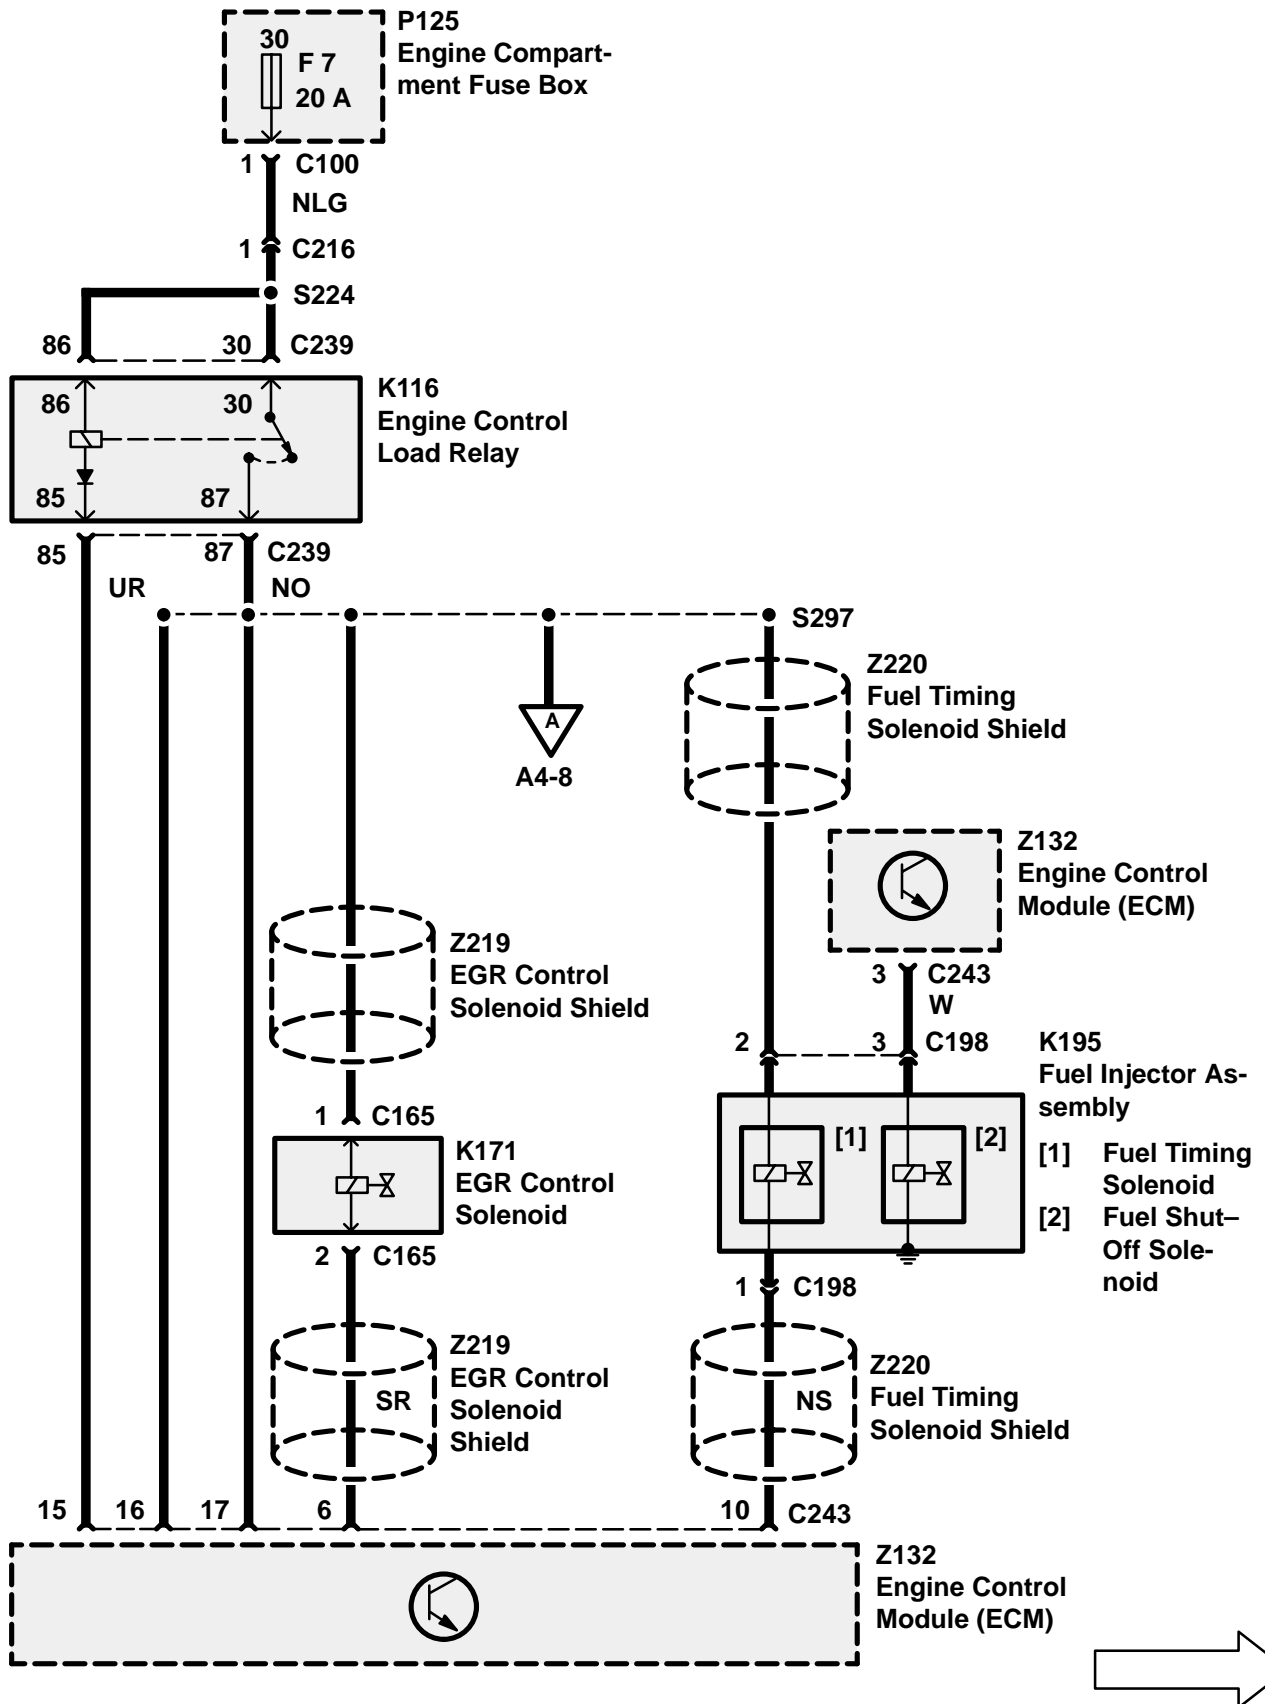 P125
Engine Compart-
ment Fuse Box
30
F 7
20 A
1 C100
NLG
1 C216
S224
86 30 C239
K116
Engine Control
Load Relay
86 30
85 87
85 87 C239
UR NO
S297
Z220
Fuel Timing
Solenoid Shield
A
A4-8
Z132
Engine Control
Module (ECM)
Z219
EGR Control
Solenoid Shield
3 C243
W
2 3 C198
K195
Fuel Injector As-
sembly
1 C165
K171
EGR Control
Solenoid
[1] [2]
[1] Fuel Timing
Solenoid
[2] Fuel Shut–
Off Sole-
noid
2 C165
1 C198
Z219
EGR Control
Solenoid
Shield
SR
NS
Z220
Fuel Timing
Solenoid Shield
15 16 17 6 10 C243
Z132
Engine Control
Module (ECM)